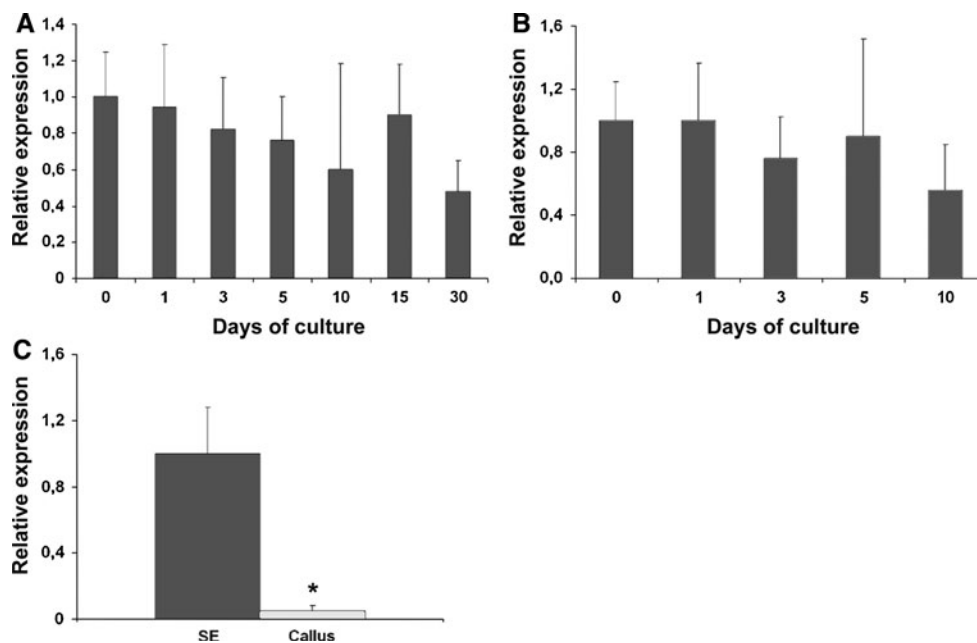 A
Relative expression
1,4
1,2
1,0
0,8
0,6
0,4
0,2
0
0 1 3 5 10 15 30
Days of culture
B
Relative expression
1,6
1,2
0,8
0,4
0,0
0 1 3 5 10
Days of culture
C
Relative expression
1,6
1,2
0,8
0,4
0
*
SE Callus